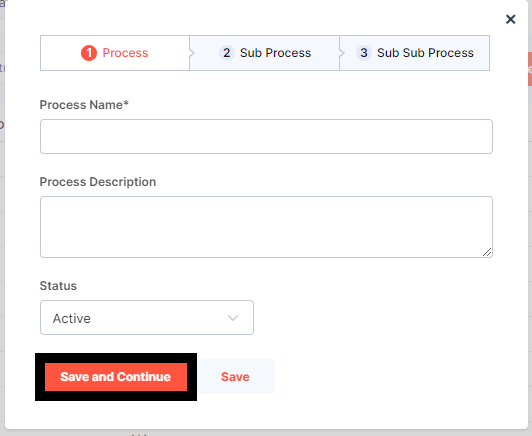 1 Process 2 Sub Process 3 Sub Sub Process
Process Name*
Process Description
Status
Active
Save and Continue Save